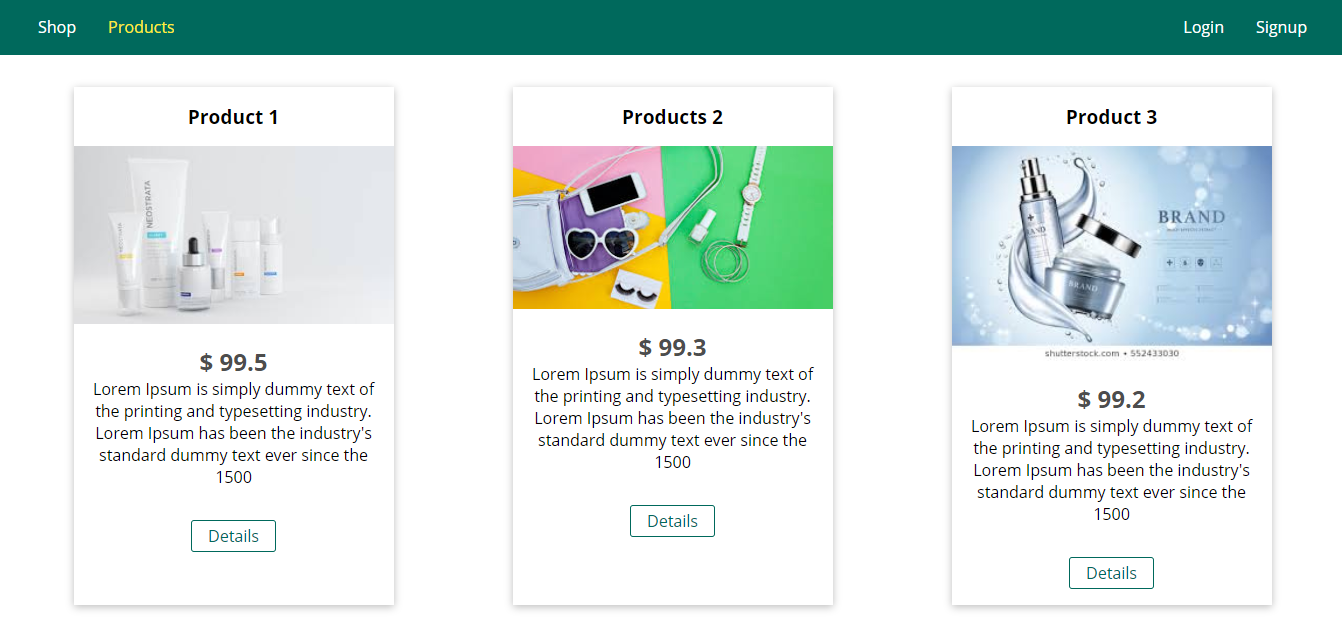 Shop Products Login Signup
Product 1
NEOSTRATA
$ 99.5
Lorem Ipsum is simply dummy text of
the printing and typesetting industry.
Lorem Ipsum has been the industry's
standard dummy text ever since the
1500
Details
Products 2
$ 99.3
Lorem Ipsum is simply dummy text of
the printing and typesetting industry.
Lorem Ipsum has been the industry's
standard dummy text ever since the
1500
Details
Product 3
BRAND
BRAND
BRAND
shutterstock.com • 552433030
$ 99.2
Lorem Ipsum is simply dummy text of
the printing and typesetting industry.
Lorem Ipsum has been the industry's
standard dummy text ever since the
1500
Details